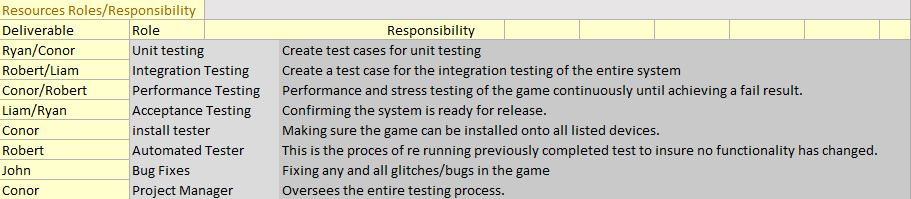 Resources Roles/Responsibility
Deliverable Role Responsibility
Ryan/Conor Unit testing Create test cases for unit testing
Robert/Liam Integration Testing Create a test case for the integration testing of the entire system
Conor/Robert Performance Testing Performance and stress testing of the game continuously until achieving a fail result.
Liam/Ryan Acceptance Testing Confirming the system is ready for release.
Conor install tester Making sure the game can be installed onto all listed devices.
Robert Automated Tester This is the proces of re running previously completed test to insure no functionality has changed.
John Bug Fixes Fixing any and all glitches/bugs in the game
Conor Project Manager Oversees the entire testing process.